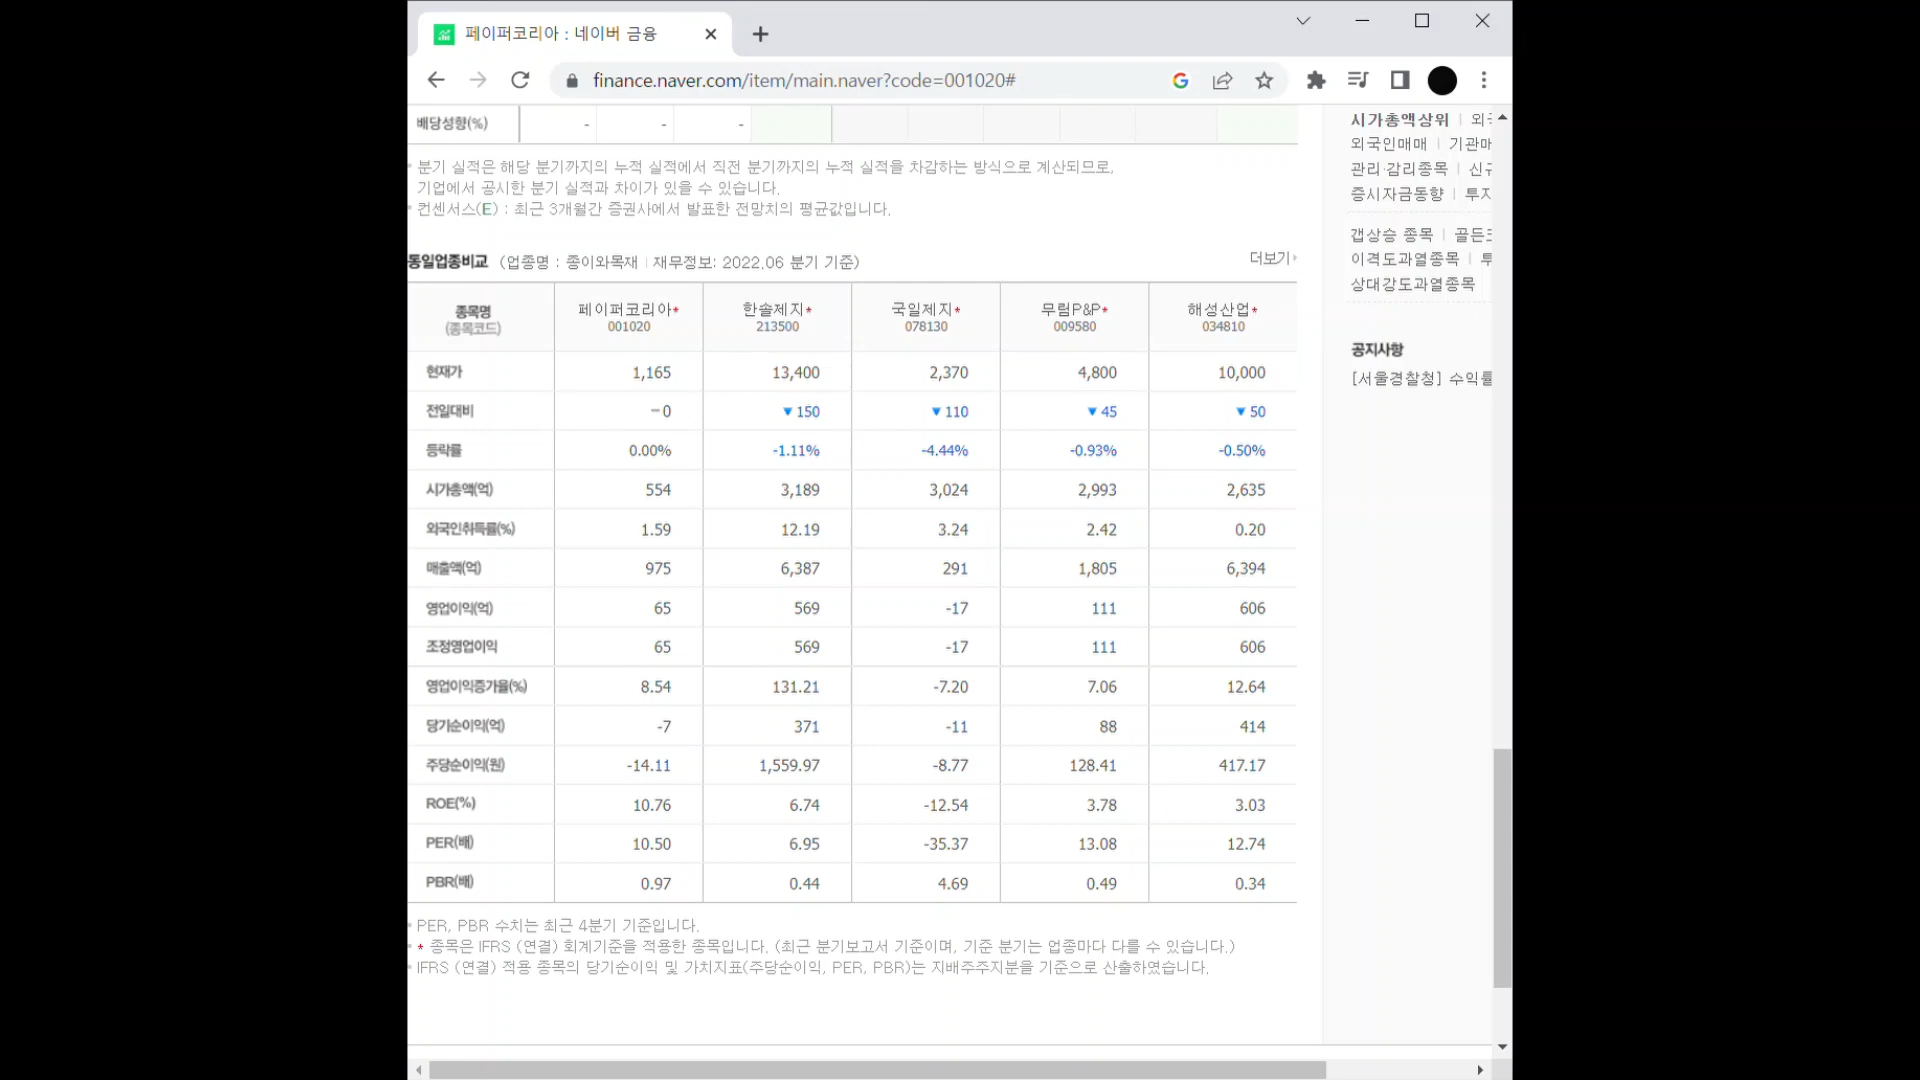 페이퍼코리아 : 네이버 금융
finance.naver.com/item/main.naver?code=001020#
배당성향(%) - - -
분기 실적은 해당 분기까지의 누적 실적에서 직전 분기까지의 누적 실적을 차감하는 방식으로 계산되므로,
기업에서 공시한 분기 실적과 차이가 있을 수 있습니다.
컨센서스(E) : 최근 3개월간 증권사에서 발표한 전망치의 평균값입니다.
동일업종비교 (업종명 : 종이와목재 | 재무정보: 2022.06 분기 기준) 더보기
종목명 페이퍼코리아* 한솔제지* 국일제지* 무림P&P* 해성산업*
(종목코드) 001020 213500 078130 009580 034810
현재가 1,165 13,400 2,370 4,800 10,000
전일대비 0 ▼150 ▼110 ▼45 ▼50
등락률 0.00% -1.11% -4.44% -0.93% -0.50%
시가총액(억) 554 3,189 3,024 2,993 2,635
외국인취득률(%) 1.59 12.19 3.24 2.42 0.20
매출액(억) 975 6,387 291 1,805 6,394
영업이익(억) 65 569 -17 111 606
조정영업이익 65 569 -17 111 606
영업이익증가율(%) 8.54 131.21 -7.20 7.06 12.64
당기순이익(억) -7 371 -11 88 414
주당순이익(원) -14.11 1,559.97 -8.77 128.41 417.17
ROE(%) 10.76 6.74 -12.54 3.78 3.03
PER(배) 10.50 6.95 -35.37 13.08 12.74
PBR(배) 0.97 0.44 4.69 0.49 0.34
PER, PBR 수치는 최근 4분기 기준입니다.
* 종목은 IFRS (연결) 회계기준을 적용한 종목입니다. (최근 분기보고서 기준이며, 기준 분기는 업종마다 다를 수 있습니다.)
IFRS (연결) 적용 종목의 당기순이익 및 가치지표(주당순이익, PER, PBR)는 지배주주지분을 기준으로 산출하였습니다.
시가총액상위 |
외국인매매 |
관리·감리종목 |
증시자금동향 |
갭상승 종목 |
이격도과열종목 |
상대강도과열종목
공지사항
[서울경찰청] 수익률